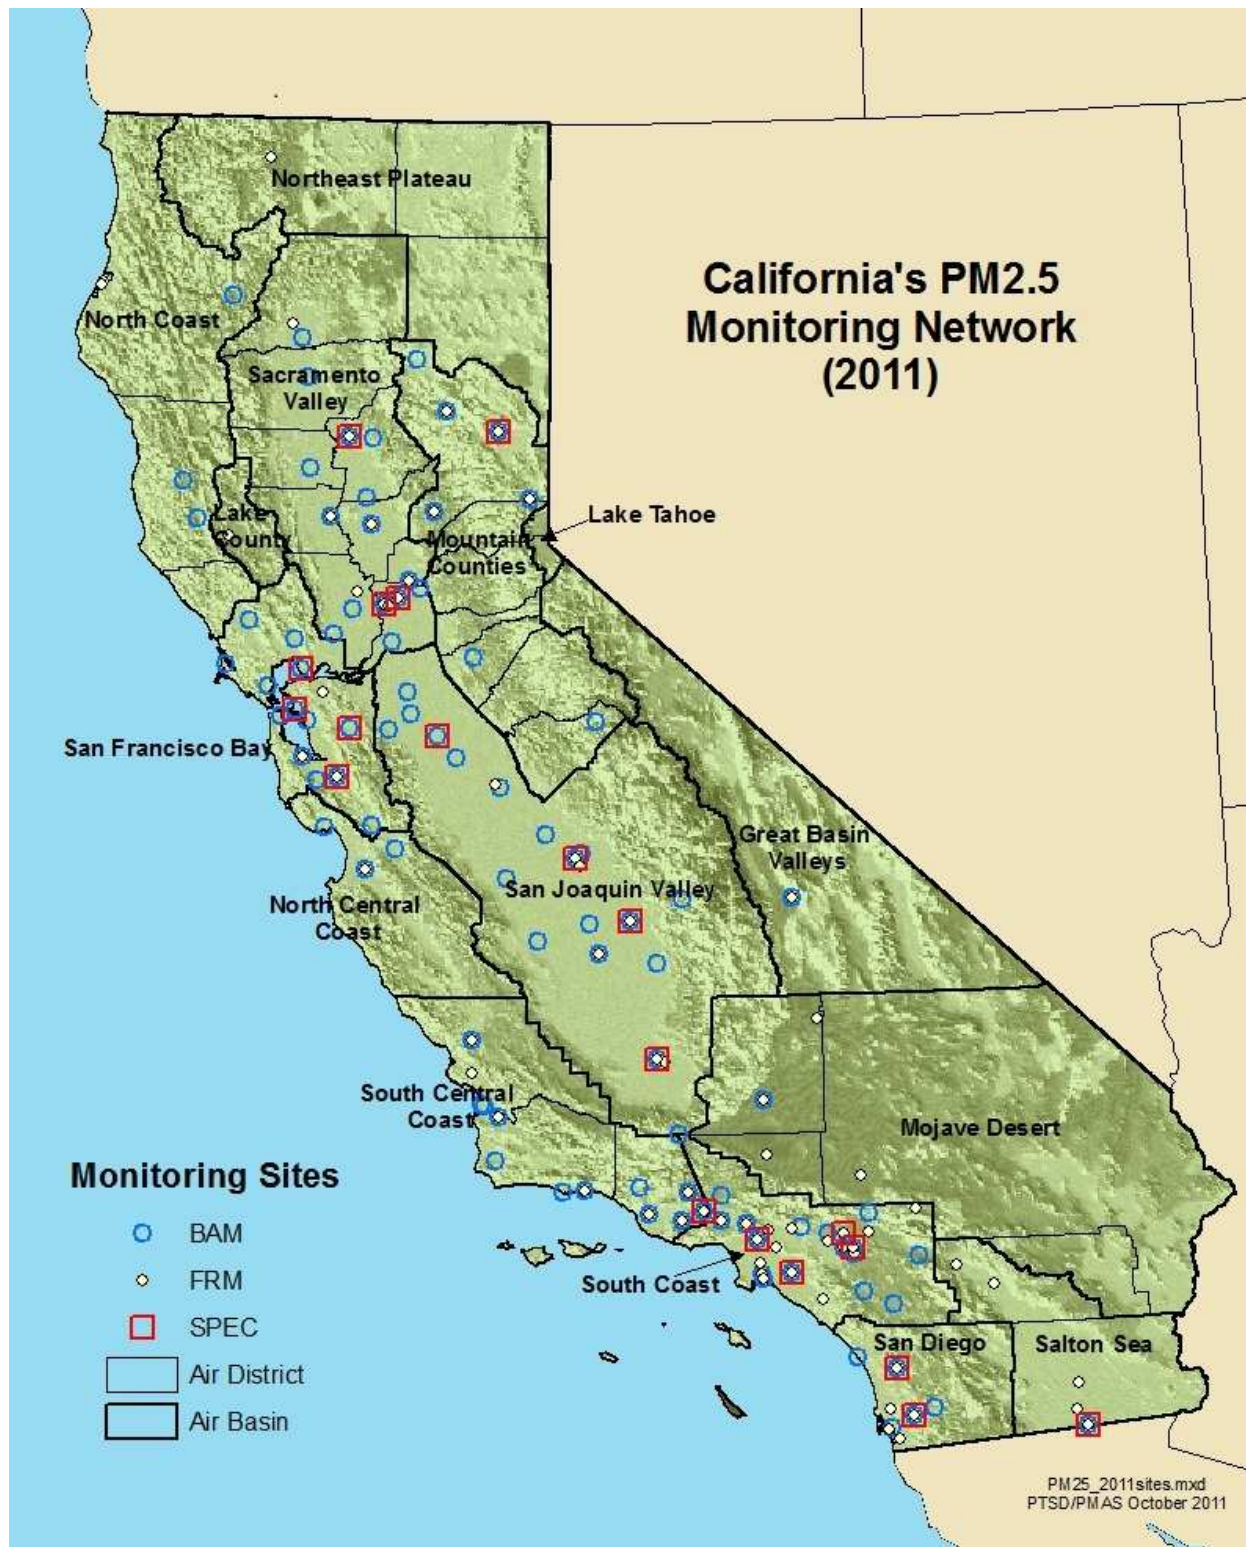 Northeast Plateau
California's PM2.5
Monitoring Network
(2011)
North Coast
Sacramento
Valley
Lake Tahoe
Lake
County
Mountain
Counties
San Francisco Bay
Great Basin
Valleys
San Joaquin Valley
North Central
Coast
South Central
Coast
Mojave Desert
Monitoring Sites
BAM
FRM
SPEC
Air District
Air Basin
South Coast
San Diego
Salton Sea
PM25_2011sites.mxd
PTSD/PMAS October 2011